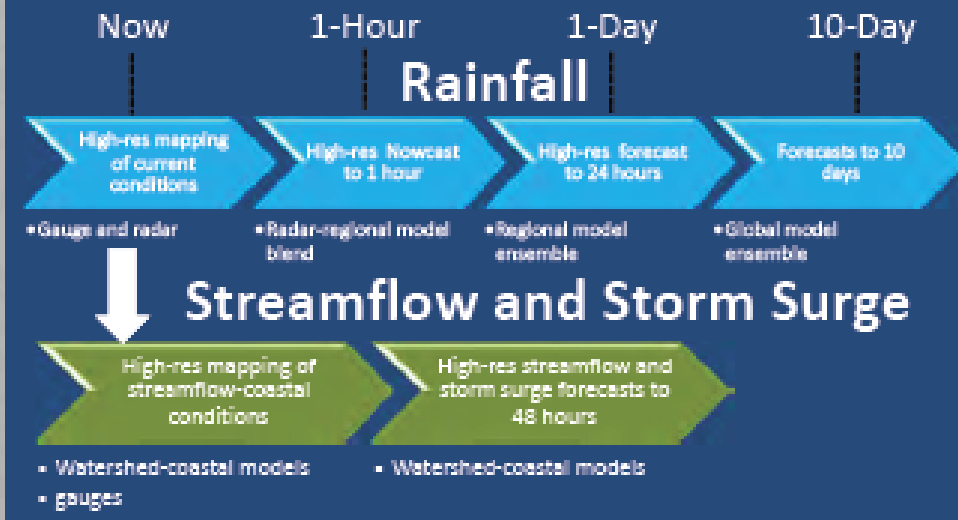 Now 1-Hour 1-Day 10-Day
Rainfall
High-res mapping
of current
conditions
High-res Nowcast
to 1 hour
High-res forecast
to 24 hours
Forecasts to 10
days
•Gauge and radar
•Radar-regional model
blend
•Regional model
ensemble
•Global model
ensemble
Streamflow and Storm Surge
High-res mapping of
streamflow-coastal
conditions
High-res streamflow and
storm surge forecasts to
48 hours
• Watershed-coastal models
• gauges
• Watershed-coastal models